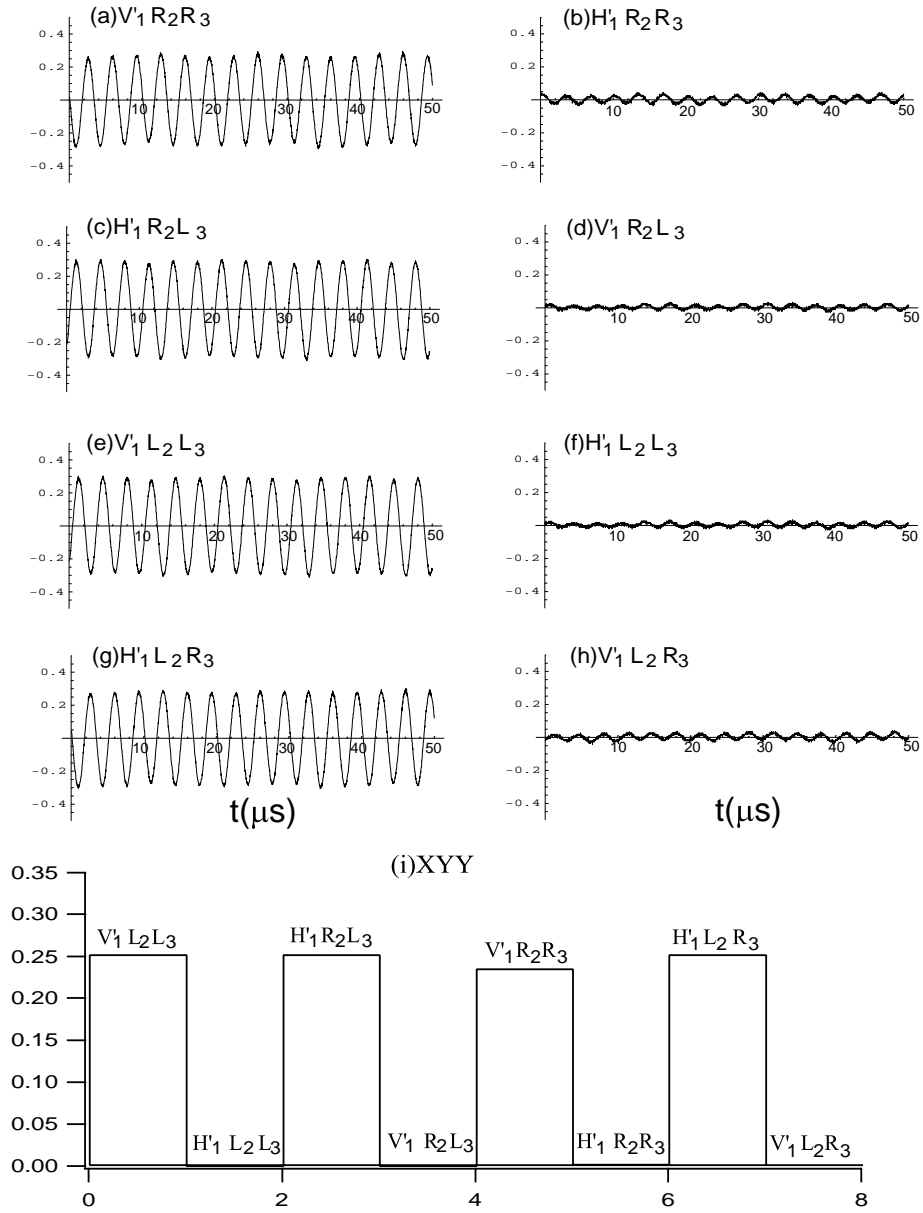 (a)V'₁ R₂R₃
0.4
0.2
-0.2
-0.4
10 20 30 40 50
(b)H'₁ R₂R₃
0.4
0.2
-0.2
-0.4
10 20 30 40 50
(c)H'₁ R₂L₃
0.4
0.2
-0.2
-0.4
10 20 30 40 50
(d)V'₁ R₂L₃
0.4
0.2
-0.2
-0.4
10 20 30 40 50
(e)V'₁ L₂L₃
0.4
0.2
-0.2
-0.4
10 20 30 40 50
(f)H'₁ L₂L₃
0.4
0.2
-0.2
-0.4
10 20 30 40 50
(g)H'₁ L₂R₃
0.4
0.2
-0.2
-0.4
10 20 30 40 50
t(μs)
(h)V'₁ L₂R₃
0.4
0.2
-0.2
-0.4
10 20 30 40 50
t(μs)
(i)XYY
0.35
0.30
0.25
0.20
0.15
0.10
0.05
0.00
V'₁ L₂L₃
H'₁R₂L₃
V'₁R₂R₃
H'₁L₂R₃
H'₁ L₂L₃
V'₁ R₂L₃
H'₁ R₂R₃
V'₁L₂R₃
0 2 4 6 8